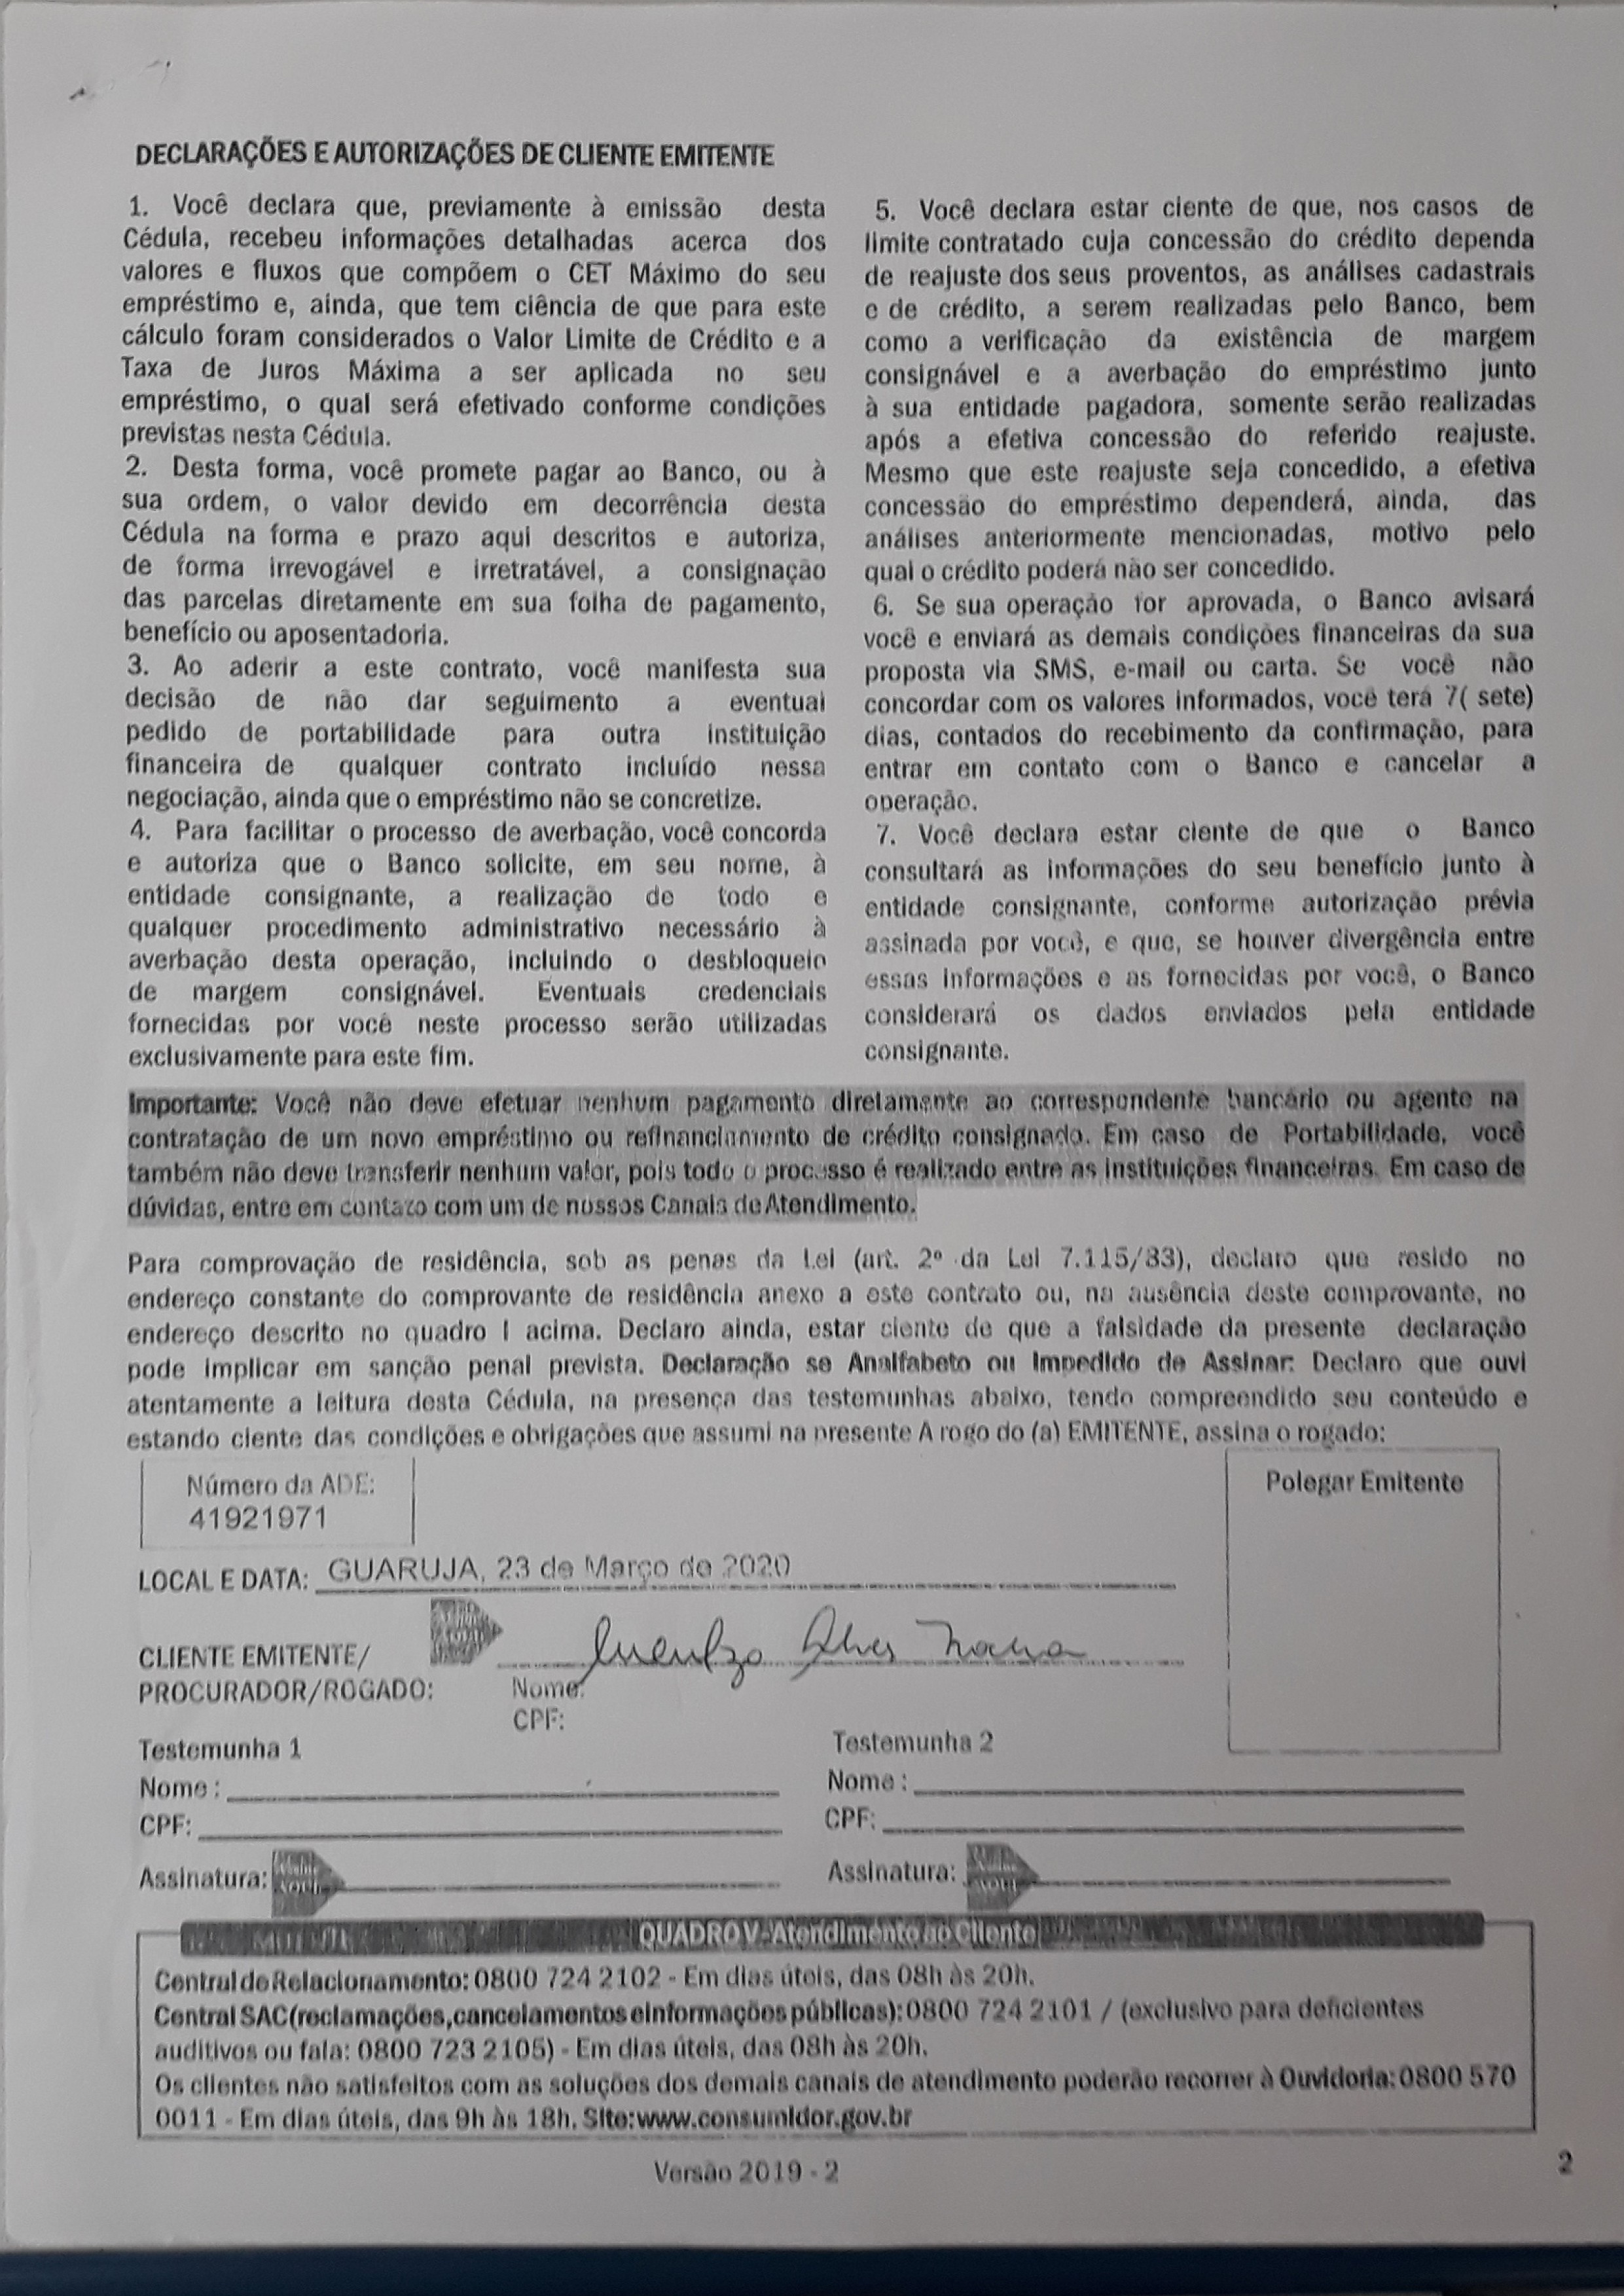 DECLARAÇÕES E AUTORIZAÇÕES DE CLIENTE EMITENTE
1. Você declara que, previamente à emissão desta
Cédula, recebeu informações detalhadas acerca dos
valores e fluxos que compõem o CET Máximo do seu
empréstimo e, ainda, que tem ciência de que para este
cálculo foram considerados o Valor Limite de Crédito e a
Taxa de Juros Máxima a ser aplicada no seu
empréstimo, o qual será efetivado conforme condições
previstas nesta Cédula.
2. Desta forma, você promete pagar ao Banco, ou à
sua ordem, o valor devido em decorrência desta
Cédula na forma e prazo aqui descritos e autoriza,
de forma irrevogável e irretratável, a consignação
das parcelas diretamente em sua folha de pagamento,
benefício ou aposentadoria.
3. Ao aderir a este contrato, você manifesta sua
decisão de não dar seguimento a eventual
pedido de portabilidade para outra instituição
financeira de qualquer contrato incluído nessa
negociação, ainda que o empréstimo não se concretize.
4. Para facilitar o processo de averbação, você concorda
e autoriza que o Banco solicite, em seu nome, à
entidade consignante, a realização de todo e
qualquer procedimento administrativo necessário à
averbação desta operação, incluindo o desbloqueio
de margem consignável. Eventuais credenciais
fornecidas por você neste processo serão utilizadas
exclusivamente para este fim.
5. Você declara estar ciente de que, nos casos de
limite contratado cuja concessão do crédito dependa
de reajuste dos seus proventos, as análises cadastrais
e de crédito, a serem realizadas pelo Banco, bem
como a verificação da existência de margem
consignável e a averbação do empréstimo junto
à sua entidade pagadora, somente serão realizadas
após a efetiva concessão do referido reajuste.
Mesmo que este reajuste seja concedido, a efetiva
concessão do empréstimo dependerá, ainda, das
análises anteriormente mencionadas, motivo pelo
qual o crédito poderá não ser concedido.
6. Se sua operação for aprovada, o Banco avisará
você e enviará as demais condições financeiras da sua
proposta via SMS, e-mail ou carta. Se você não
concordar com os valores informados, você terá 7( sete)
dias, contados do recebimento da confirmação, para
entrar em contato com o Banco e cancelar a
operação.
7. Você declara estar ciente de que o Banco
consultará as informações do seu benefício junto à
entidade consignante, conforme autorização prévia
assinada por você, e que, se houver divergência entre
essas informações e as fornecidas por você, o Banco
considerará os dados enviados pela entidade
consignante.
Importante: Você não deve efetuar nenhum pagamento diretamente ao correspondente bancário ou agente na
contratação de um novo empréstimo ou refinanciamento de crédito consignado. Em caso de Portabilidade, você
também não deve transferir nenhum valor, pois todo o processo é realizado entre as instituições financeiras. Em caso de
dúvidas, entre em contato com um de nossos Canais de Atendimento.
Para comprovação de residência, sob as penas da Lei (art. 2º da Lei 7.115/83), declaro que resido no
endereço constante do comprovante de residência anexo a este contrato ou, na ausência deste comprovante, no
endereço descrito no quadro I acima. Declaro ainda, estar ciente de que a falsidade da presente declaração
pode implicar em sanção penal prevista. Declaração se Analfabeto ou Impedido de Assinar: Declaro que ouvi
atentamente a leitura desta Cédula, na presença das testemunhas abaixo, tendo compreendido seu conteúdo e
estando ciente das condições e obrigações que assumi na presente A rogo do (a) EMITENTE, assina o rogado:
Número da ADE:
41921971
Polegar Emitente
LOCAL E DATA: GUARUJA, 23 de Março de 2020
CLIENTE EMITENTE/
PROCURADOR/ROGADO:
Alves
Nome:
CPF:
Testemunha 1
Nome :
CPF:
Assinatura:
Testemunha 2
Nome :
CPF:
Assinatura:
QUADRO V - Atendimento ao Cliente
Central de Relacionamento: 0800 724 2102 - Em dias úteis, das 08h às 20h.
Central SAC (reclamações, cancelamentos e informações públicas): 0800 724 2101 / (exclusivo para deficientes
auditivos ou fala: 0800 723 2105) - Em dias úteis, das 08h às 20h.
Os clientes não satisfeitos com as soluções dos demais canais de atendimento poderão recorrer à Ouvidoria: 0800 570
0011 - Em dias úteis, das 9h às 18h. Site: www.consumidor.gov.br
Versão 2019 - 2
2